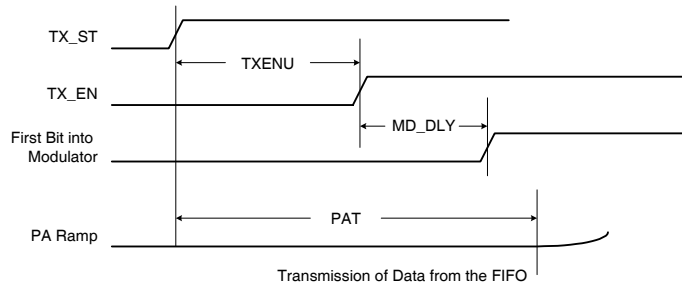 TX_ST
TXENU
TX_EN
MD_DLY
First Bit into
Modulator
PAT
PA Ramp
Transmission of Data from the FIFO